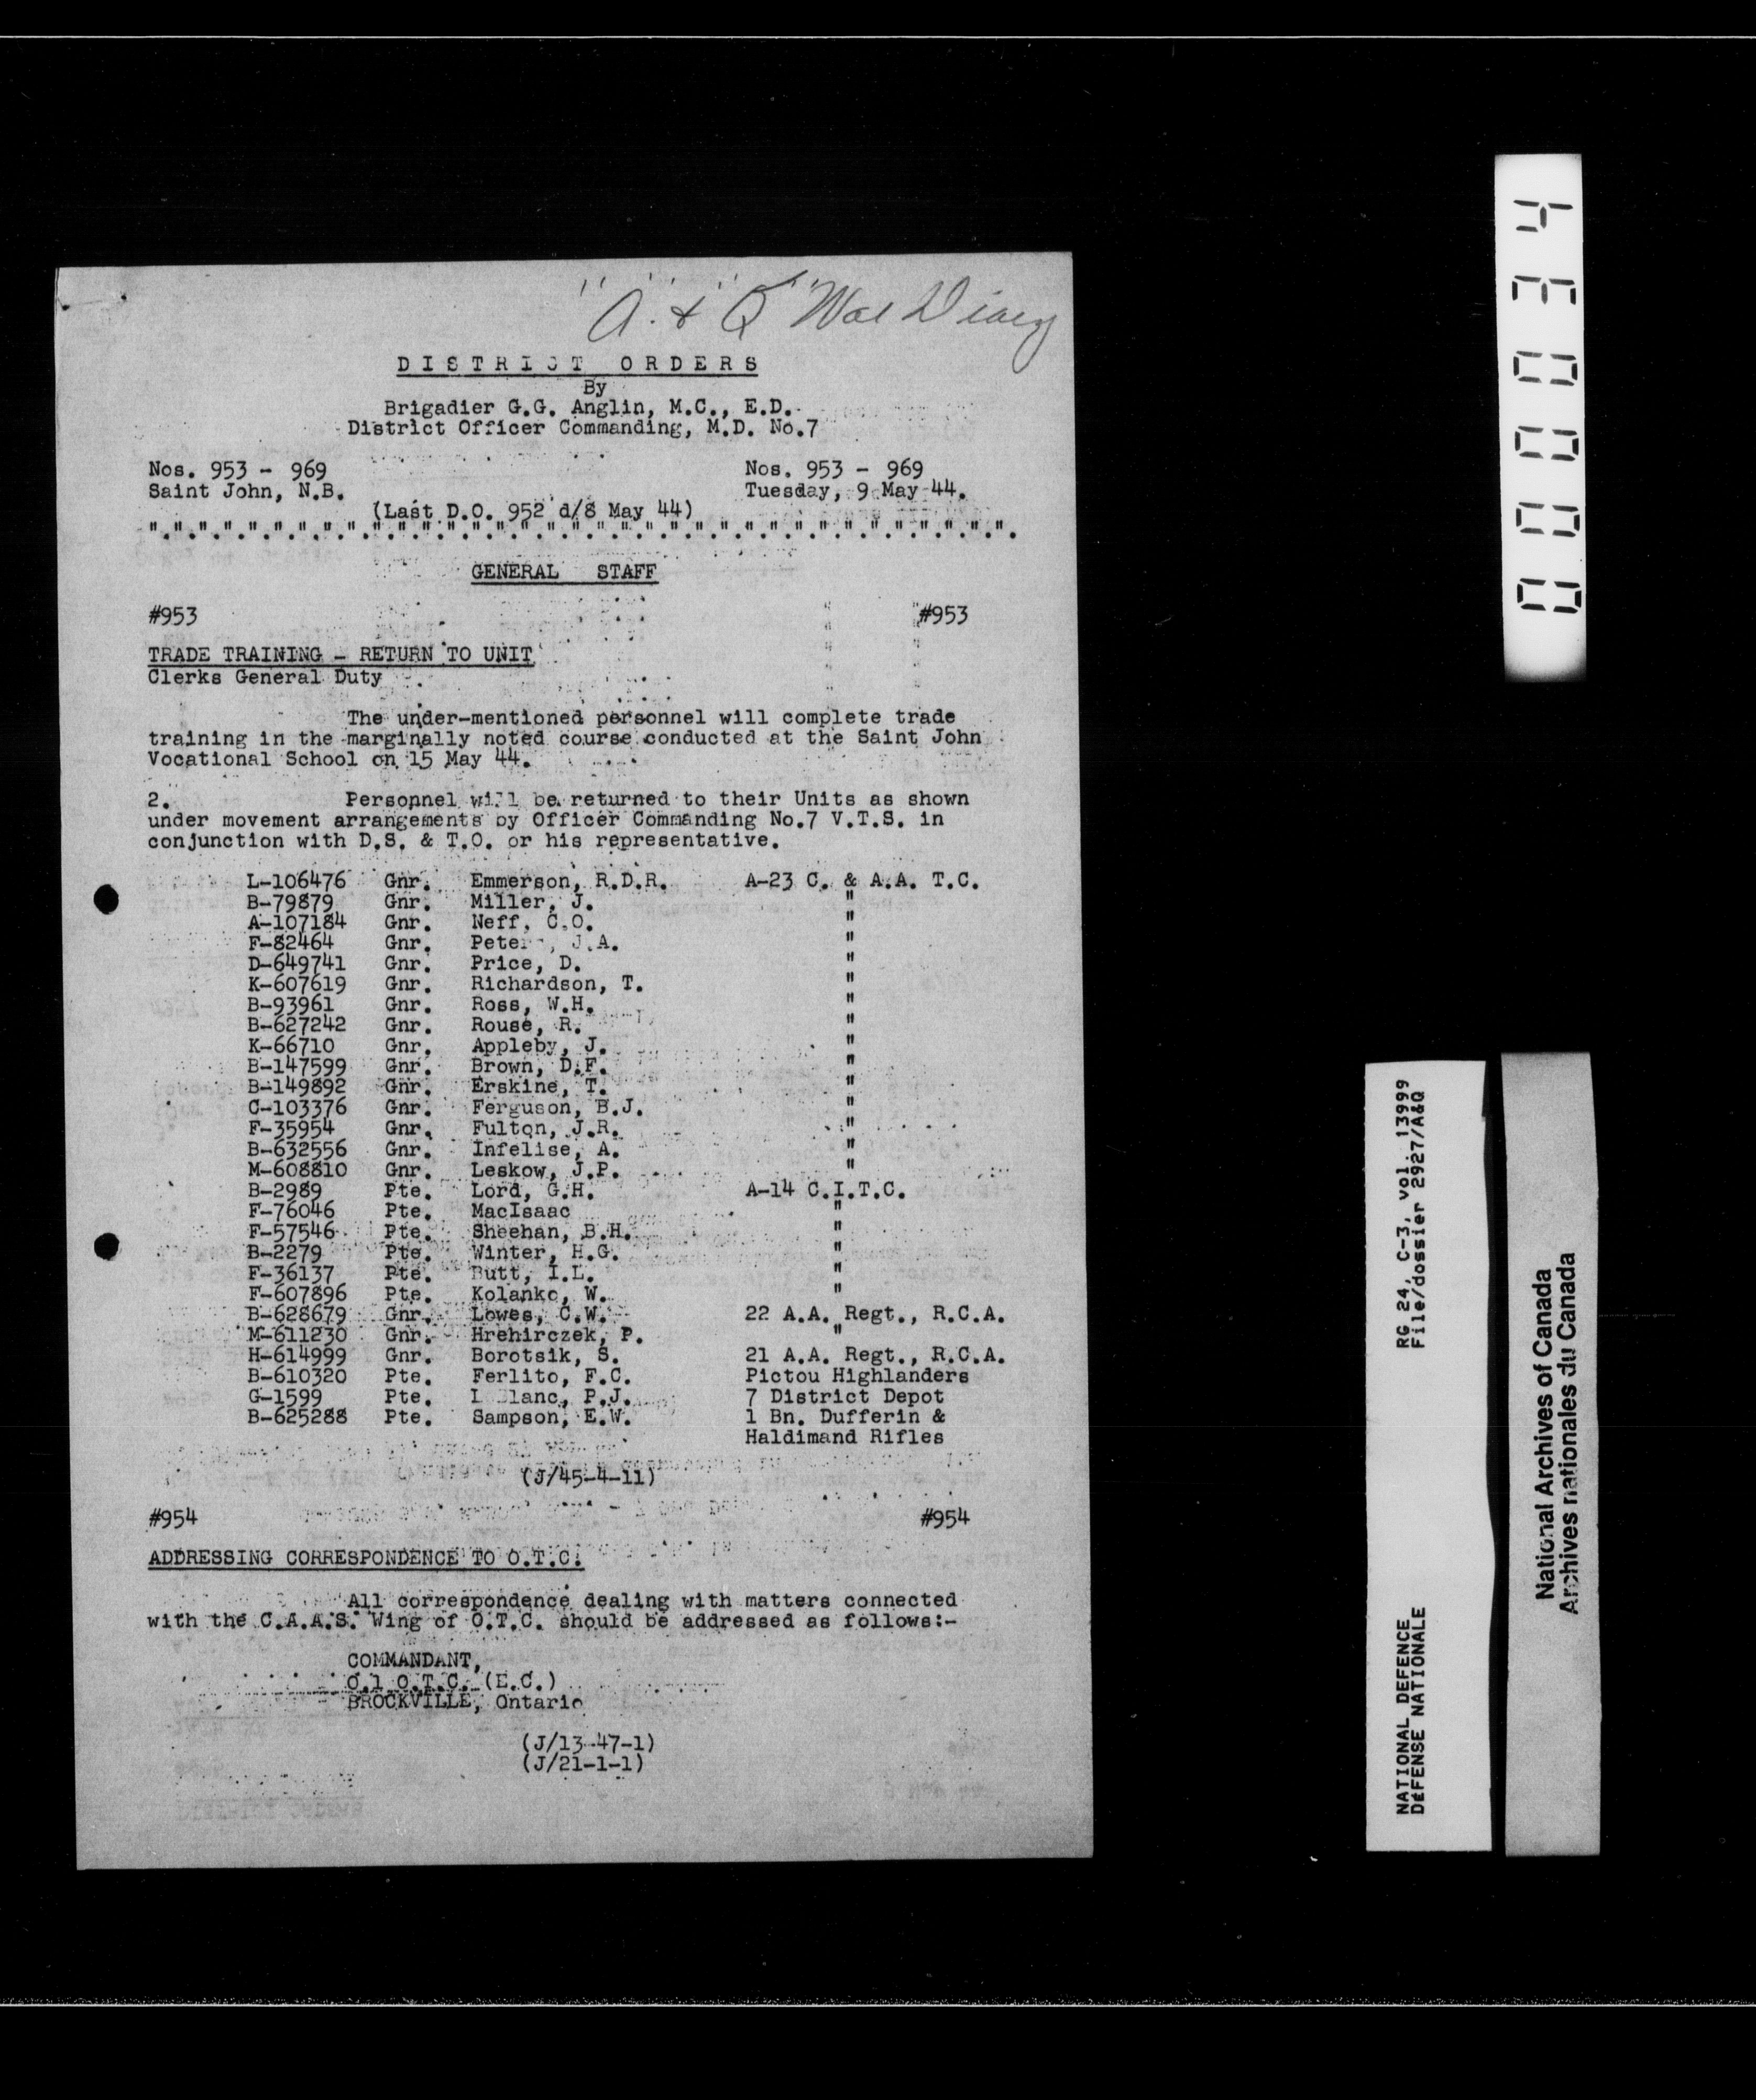 "A" & "Q" War Diary
DISTRICT ORDERS
By
Brigadier G.G. Anglin, M.C., E.D.
District Officer Commanding, M.D. No.7
Nos. 953 - 969 Nos. 953 - 969
Saint John, N.B. Tuesday, 9 May 44.
(Last D.O. 952 d/8 May 44)
".".".".".".".".".".".".".".".".".".".".".".".".".".".".".".".".".".".
GENERAL STAFF
#953 #953
TRADE TRAINING - RETURN TO UNIT
Clerks General Duty
The under-mentioned personnel will complete trade
training in the marginally noted course conducted at the Saint John
Vocational School on 15 May 44.
2. Personnel will be returned to their Units as shown
under movement arrangements by Officer Commanding No.7 V.T.S. in
conjunction with D.S. & T.O. or his representative.
L-106476 Gnr. Emmerson, R.D.R. A-23 C. & A.A. T.C.
B-79879 Gnr. Miller, J. "
A-107184 Gnr. Neff, C.O. "
F-82464 Gnr. Peters, J.A. "
D-649741 Gnr. Price, D. "
K-607619 Gnr. Richardson, T. "
B-93961 Gnr. Ross, W.H. "
B-627242 Gnr. Rouse, R. "
K-66710 Gnr. Appleby, J. "
B-147599 Gnr. Brown, D.F. "
B-149892 Gnr. Erskine, T. "
C-103376 Gnr. Ferguson, B.J. "
F-35954 Gnr. Fulton, J.R. "
B-632556 Gnr. Infelise, A. "
M-608810 Gnr. Leskow, J.P. "
B-2989 Pte. Lord, G.H. A-14 C.I.T.C.
F-76046 Pte. MacIsaac "
F-57546 Pte. Sheehan, B.H. "
B-2279 Pte. Winter, H.G. "
F-36137 Pte. Butt, I.L. "
F-607896 Pte. Kolanko, W. "
B-628679 Gnr. Lowes, C.W. 22 A.A. Regt., R.C.A.
M-611230 Gnr. Hrehirczek, P. "
H-614999 Gnr. Borotsik, S. 21 A.A. Regt., R.C.A.
B-610320 Pte. Ferlito, F.C. Pictou Highlanders
G-1599 Pte. L Blanc, P.J. 7 District Depot
B-625288 Pte. Sampson, E.W. 1 Bn. Dufferin &
Haldimand Rifles
(J/45-4-11)
#954 #954
ADDRESSING CORRESPONDENCE TO O.T.C.
All correspondence dealing with matters connected
with the C.A.A.S. Wing of O.T.C. should be addressed as follows:-
COMMANDANT,
O.1 O.T.C. (E.C.)
BROCKVILLE, Ontario
(J/13-47-1)
(J/21-1-1)
000034
RG 24, C-3, vol. 13999
File/dossier 2927/A&Q
NATIONAL DEFENCE
DÉFENSE NATIONALE
National Archives of Canada
Archives nationales du Canada